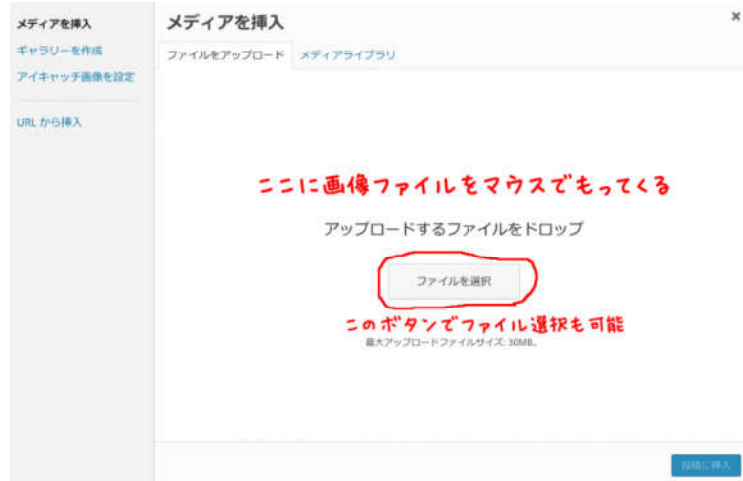 メディアを挿入
ギャラリーを作成
アイキャッチ画像を設定
URL から挿入
メディアを挿入
×
ファイルをアップロード メディアライブラリ
ここに画像ファイルをマウスでもってくる
アップロードするファイルをドロップ
ファイルを選択
このボタンでファイル選択も可能
最大アップロードファイルサイズ: 30MB。
投稿に挿入